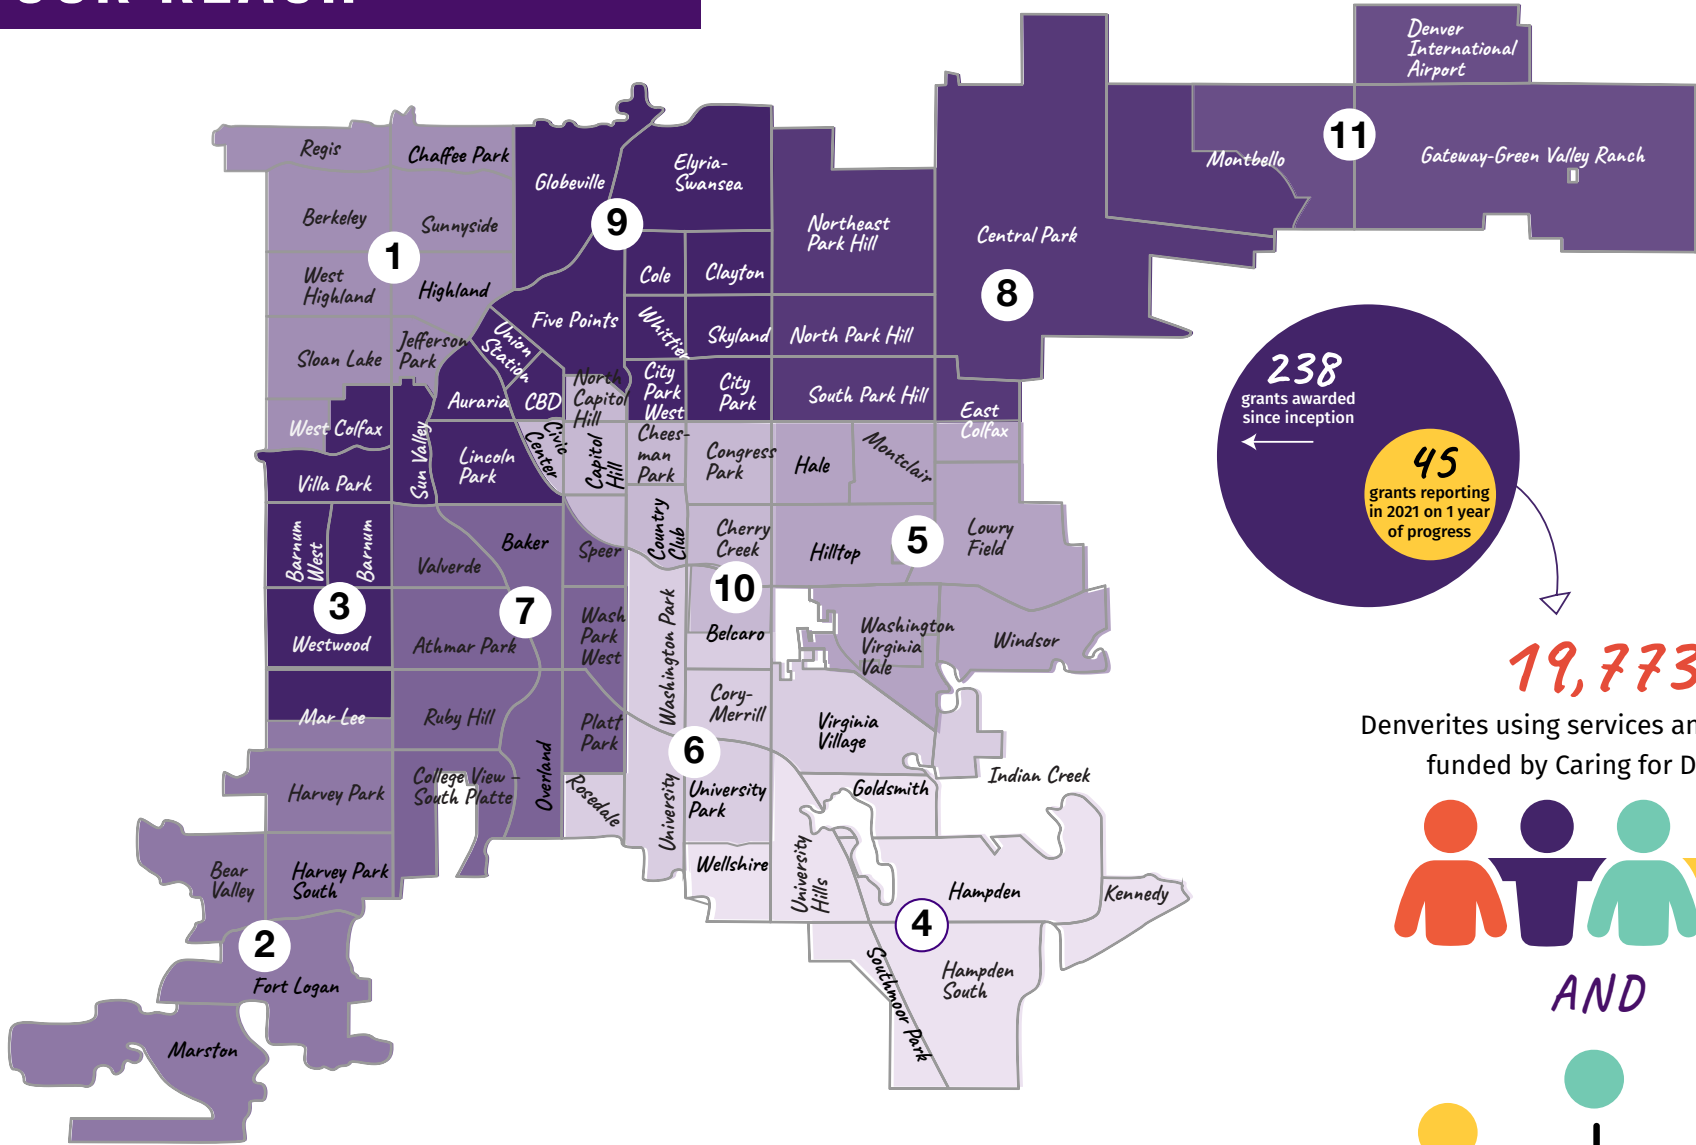 OUR REACH
Denver
International
Airport
11
Montbello
Gateway-Green Valley Ranch
Regis
Chaffee Park
Berkeley
Sunnyside
1
West
Highland
Highland
Sloan Lake
Jefferson
Park
West Colfax
Globeville
Elyria-
Swansea
9
Cole
Clayton
Five Points
Whittier
Skyland
Union
Station
Auraria
CBD
North
Capitol
Hill
City
Park
West
City
Park
Northeast
Park Hill
North Park Hill
South Park Hill
Central Park
8
East
Colfax
Sun Valley
Lincoln
Park
Civic
Center
Capitol
Hill
Chees-
man
Park
Congress
Park
Hale
Montclair
Villa Park
Barnum
West
Barnum
3
Westwood
Mar Lee
Valverde
Baker
Speer
7
Athmar Park
Wash
Park
West
Ruby Hill
Platt
Park
Overland
College View –
South Platte
Rosedale
Country
Club
Cherry
Creek
10
Belcaro
Washington Park
Hilltop
5
Lowry
Field
Washington
Virginia
Vale
Windsor
Cory-
Merrill
Virginia
Village
6
University
University
Park
Goldsmith
Indian Creek
Wellshire
University
Hills
Hampden
Kennedy
4
Hampden
South
Southmoor Park
Harvey Park
Bear
Valley
Harvey Park
South
2
Fort Logan
Marston
238
grants awarded
since inception
45
grants reporting
in 2021 on 1 year
of progress
19,773
Denverites using services an
funded by Caring for D
AND